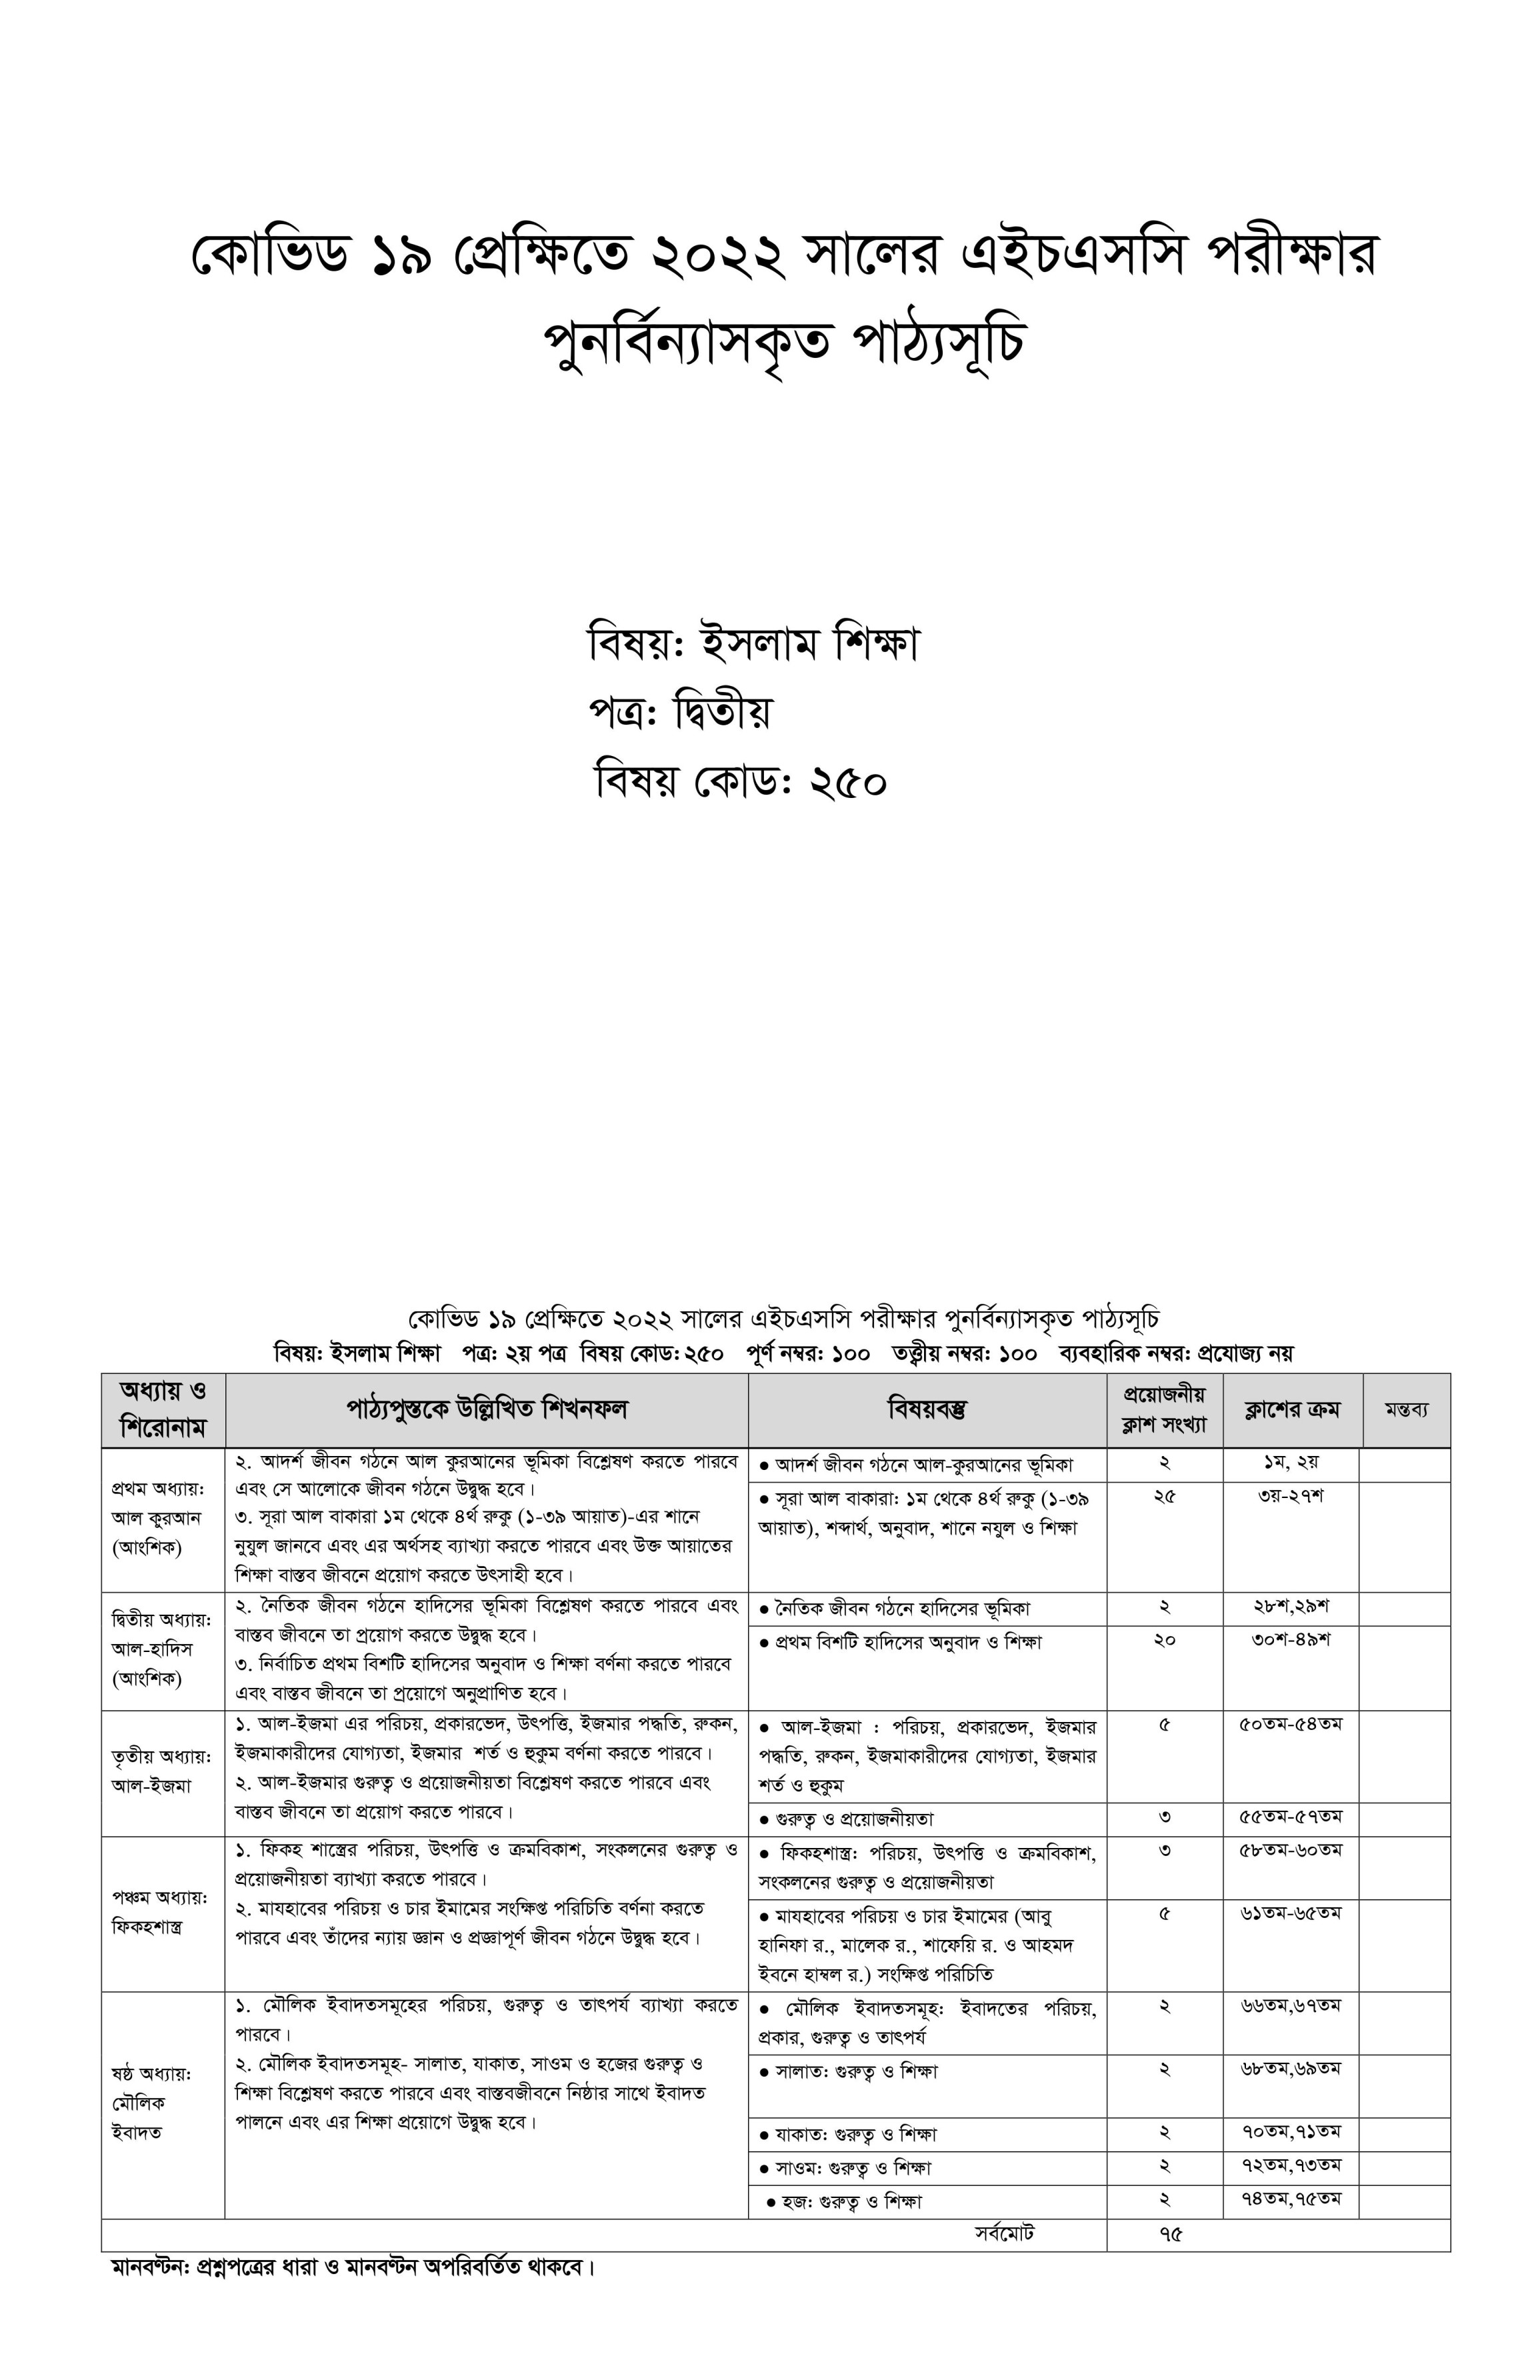 কোভিড ১৯ প্রেক্ষিতে ২০২২ সালের এইচএসসি পরীক্ষার
পুনর্বিন্যাসকৃত পাঠ্যসূচি
বিষয়: ইসলাম শিক্ষা
পত্র: দ্বিতীয়
বিষয় কোড: ২৫০
কোভিড ১৯ প্রেক্ষিতে ২০২২ সালের এইচএসসি পরীক্ষার পুনর্বিন্যাসকৃত পাঠ্যসূচি
বিষয়: ইসলাম শিক্ষা পত্র: ২য় পত্র বিষয় কোড: ২৫০ পূর্ণ নম্বর: ১০০ তত্ত্বীয় নম্বর: ১০০ ব্যবহারিক নম্বর: প্রযোজ্য নয়
অধ্যায় ও
শিরোনাম
পাঠ্যপুস্তকে উল্লিখিত শিখনফল
বিষয়বস্তু
প্রয়োজনীয়
ক্লাশ সংখ্যা
ক্লাশের ক্রম
মন্তব্য
প্রথম অধ্যায়:
আল কুরআন
(আংশিক)
২. আদর্শ জীবন গঠনে আল কুরআনের ভূমিকা বিশ্লেষণ করতে পারবে
এবং সে আলোকে জীবন গঠনে উদ্বুদ্ধ হবে।
৩. সূরা আল বাকারা ১ম থেকে ৪র্থ রুকু (১-৩৯ আয়াত)-এর শানে
নুযুল জানবে এবং এর অর্থসহ ব্যাখ্যা করতে পারবে এবং উক্ত আয়াতের
শিক্ষা বাস্তব জীবনে প্রয়োগ করতে উৎসাহী হবে।
● আদর্শ জীবন গঠনে আল-কুরআনের ভূমিকা
২
১ম, ২য়
● সূরা আল বাকারা: ১ম থেকে ৪র্থ রুকু (১-৩৯
আয়াত), শব্দার্থ, অনুবাদ, শানে নযুল ও শিক্ষা
২৫
৩য়-২৭শ
দ্বিতীয় অধ্যায়:
আল-হাদিস
(আংশিক)
২. নৈতিক জীবন গঠনে হাদিসের ভূমিকা বিশ্লেষণ করতে পারবে এবং
বাস্তব জীবনে তা প্রয়োগ করতে উদ্বুদ্ধ হবে।
৩. নির্বাচিত প্রথম বিশটি হাদিসের অনুবাদ ও শিক্ষা বর্ণনা করতে পারবে
এবং বাস্তব জীবনে তা প্রয়োগে অনুপ্রাণিত হবে।
● নৈতিক জীবন গঠনে হাদিসের ভূমিকা
২
২৮শ,২৯শ
● প্রথম বিশটি হাদিসের অনুবাদ ও শিক্ষা
২০
৩০শ-৪৯শ
তৃতীয় অধ্যায়:
আল-ইজমা
১. আল-ইজমা এর পরিচয়, প্রকারভেদ, উৎপত্তি, ইজমার পদ্ধতি, রুকন,
ইজমাকারীদের যোগ্যতা, ইজমার শর্ত ও হুকুম বর্ণনা করতে পারবে।
২. আল-ইজমার গুরুত্ব ও প্রয়োজনীয়তা বিশ্লেষণ করতে পারবে এবং
বাস্তব জীবনে তা প্রয়োগ করতে পারবে।
● আল-ইজমা : পরিচয়, প্রকারভেদ, ইজমার
পদ্ধতি, রুকন, ইজমাকারীদের যোগ্যতা, ইজমার
শর্ত ও হুকুম
৫
৫০তম-৫৪তম
● গুরুত্ব ও প্রয়োজনীয়তা
৩
৫৫তম-৫৭তম
পঞ্চম অধ্যায়:
ফিকহশাস্ত্র
১. ফিকহ শাস্ত্রের পরিচয়, উৎপত্তি ও ক্রমবিকাশ, সংকলনের গুরুত্ব ও
প্রয়োজনীয়তা ব্যাখ্যা করতে পারবে।
২. মাযহাবের পরিচয় ও চার ইমামের সংক্ষিপ্ত পরিচিতি বর্ণনা করতে
পারবে এবং তাঁদের ন্যায় জ্ঞান ও প্রজ্ঞাপূর্ণ জীবন গঠনে উদ্বুদ্ধ হবে।
● ফিকহশাস্ত্র: পরিচয়, উৎপত্তি ও ক্রমবিকাশ,
সংকলনের গুরুত্ব ও প্রয়োজনীয়তা
৩
৫৮তম-৬০তম
● মাযহাবের পরিচয় ও চার ইমামের (আবু
হানিফা র., মালেক র., শাফেয়ি র. ও আহমদ
ইবনে হাম্বল র.) সংক্ষিপ্ত পরিচিতি
৫
৬১তম-৬৫তম
ষষ্ঠ অধ্যায়:
মৌলিক
ইবাদত
১. মৌলিক ইবাদতসমূহের পরিচয়, গুরুত্ব ও তাৎপর্য ব্যাখ্যা করতে
পারবে।
২. মৌলিক ইবাদতসমূহ- সালাত, যাকাত, সাওম ও হজের গুরুত্ব ও
শিক্ষা বিশ্লেষণ করতে পারবে এবং বাস্তবজীবনে নিষ্ঠার সাথে ইবাদত
পালনে এবং এর শিক্ষা প্রয়োগে উদ্বুদ্ধ হবে।
● মৌলিক ইবাদতসমূহ: ইবাদতের পরিচয়,
প্রকার, গুরুত্ব ও তাৎপর্য
২
৬৬তম,৬৭তম
● সালাত: গুরুত্ব ও শিক্ষা
২
৬৮তম,৬৯তম
● যাকাত: গুরুত্ব ও শিক্ষা
২
৭০তম,৭১তম
● সাওম: গুরুত্ব ও শিক্ষা
২
৭২তম,৭৩তম
● হজ: গুরুত্ব ও শিক্ষা
২
৭৪তম,৭৫তম
সর্বমোট
৭৫
মানবণ্টন: প্রশ্নপত্রের ধারা ও মানবণ্টন অপরিবর্তিত থাকবে।